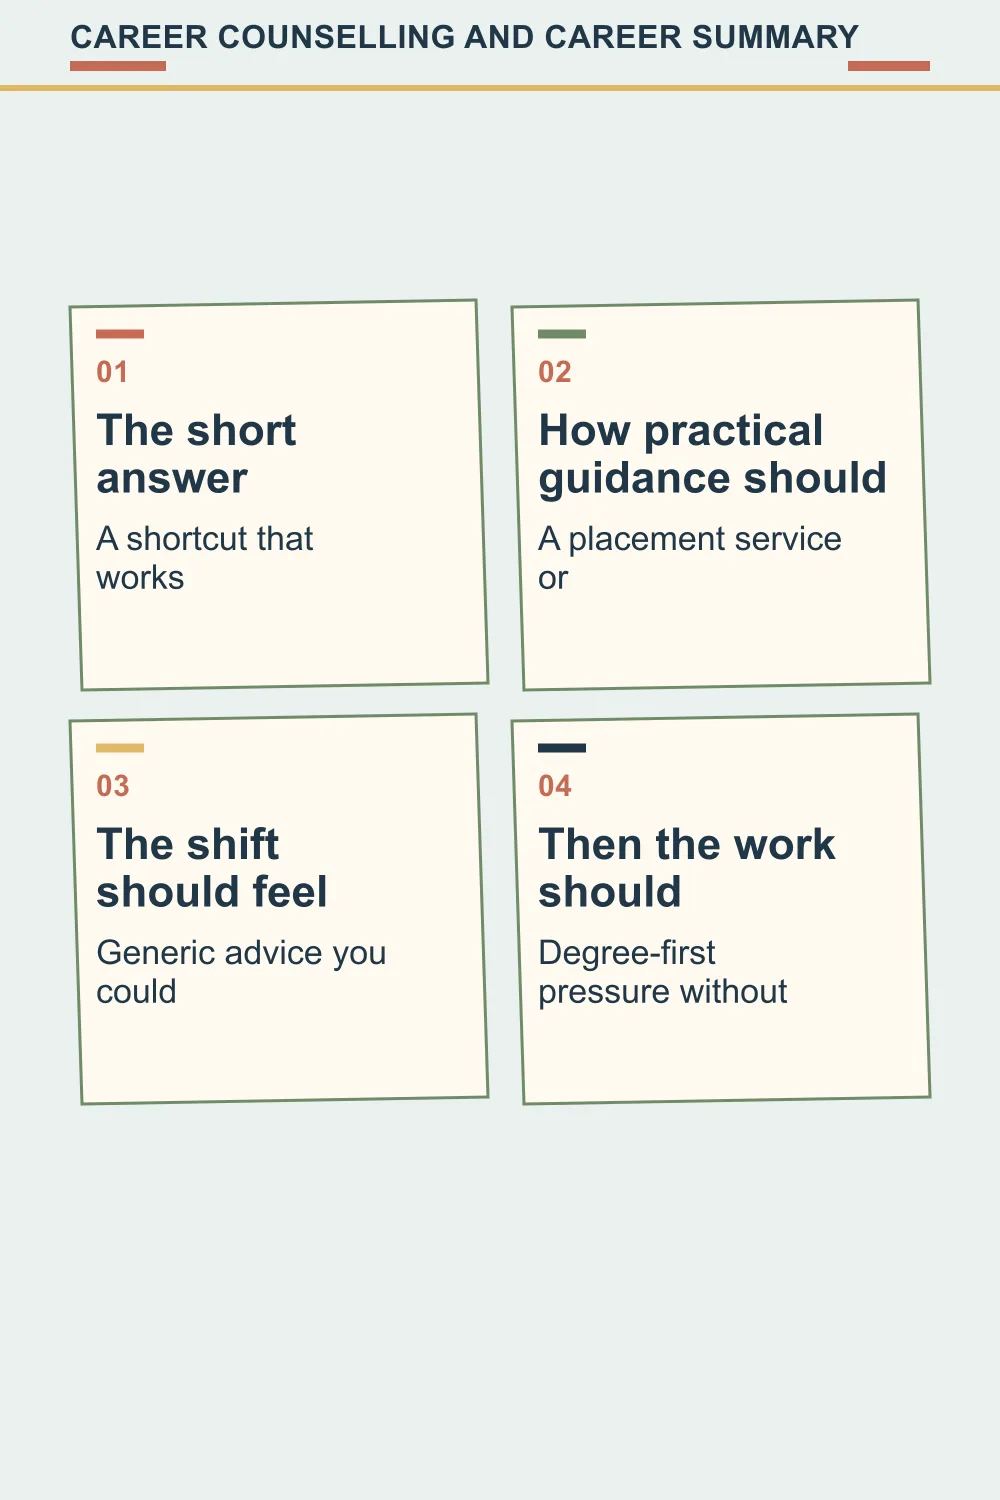 CAREER COUNSELLING AND CAREER SUMMARY
01
The short
answer
A shortcut that
works
02
How practical
guidance should
A placement service
or
03
The shift
should feel
Generic advice you
could
04
Then the work
should
Degree-first
pressure without